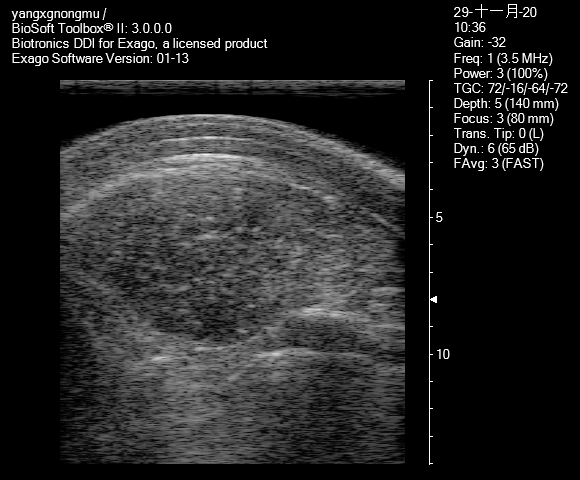 yangxgnongmu /
BioSoft Toolbox® II: 3.0.0.0
Biotronics DDI for Exago, a licensed product
Exago Software Version: 01-13
29-十一月-20
10:36
Gain: -32
Freq: 1 (3.5 MHz)
Power: 3 (100%)
TGC: 72/-16/-64/-72
Depth: 5 (140 mm)
Focus: 3 (80 mm)
Trans. Tip: 0 (L)
Dyn.: 6 (65 dB)
FAvg: 3 (FAST)
5
10